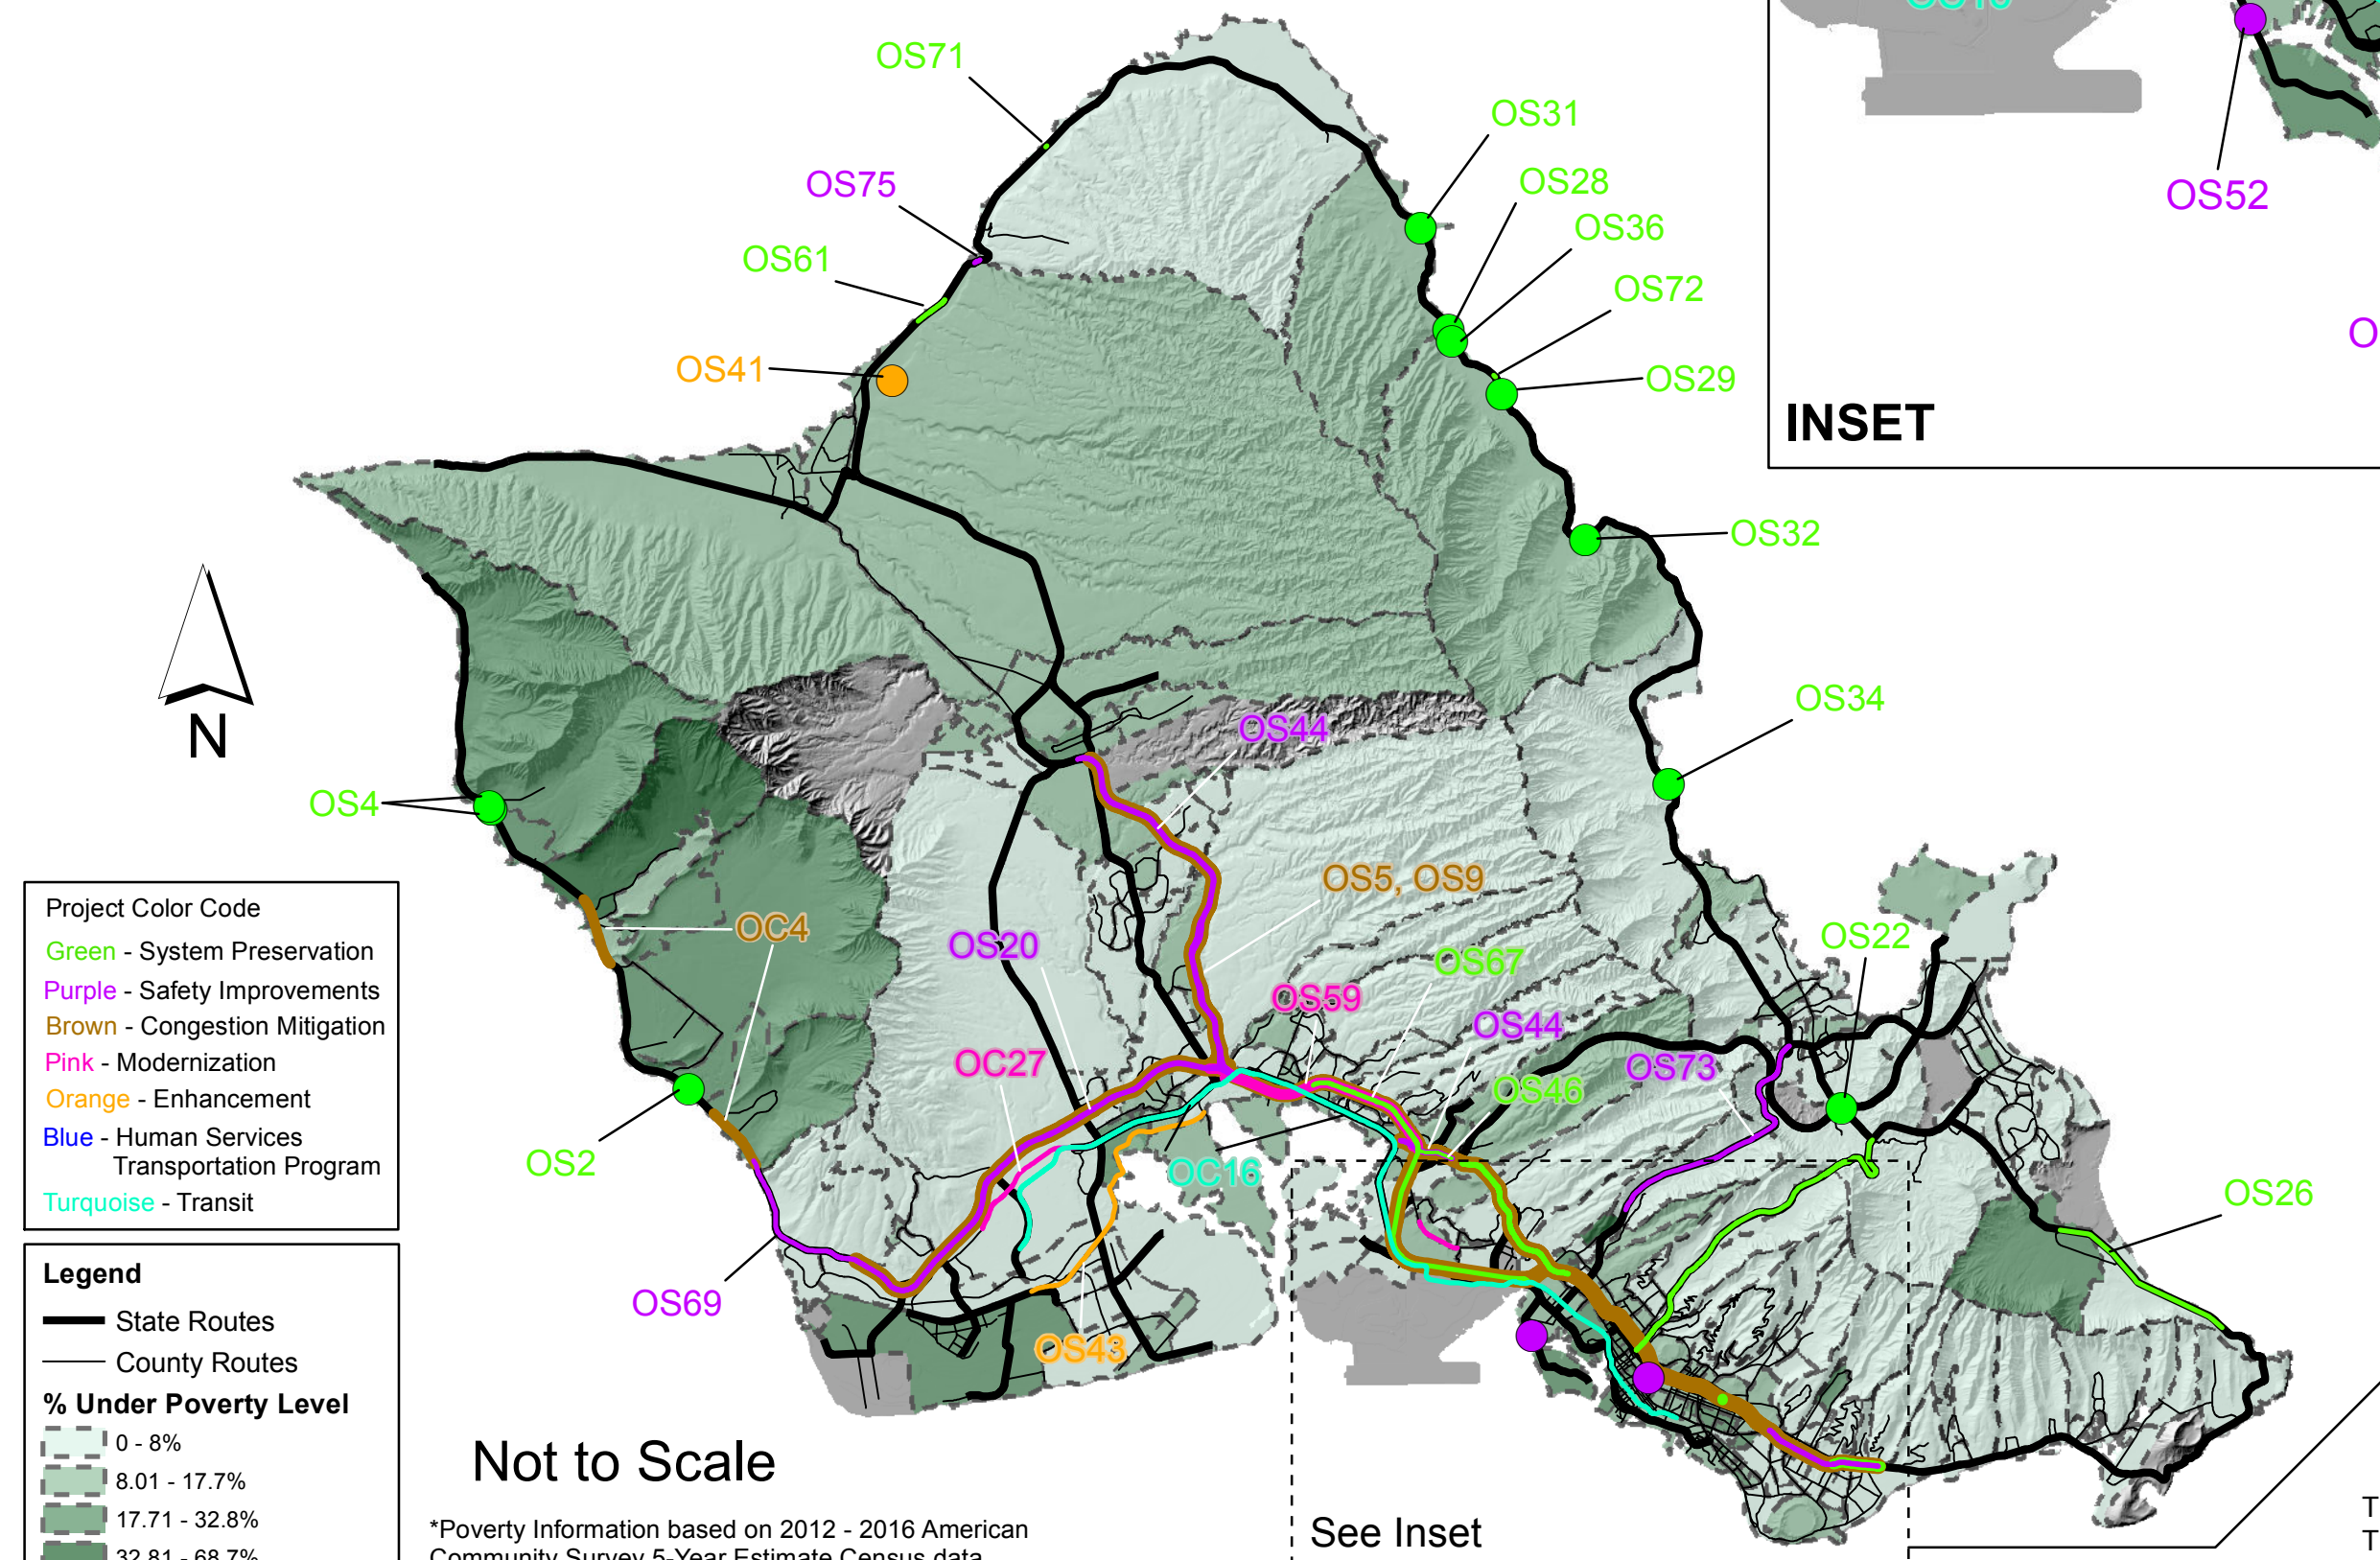 OS71
OS31
OS75
OS28
OS36
OS61
OS72
OS41
OS29
OS52
INSET
OS32
N
OS34
OS44
OS4
OS5, OS9
OC4
OS20
OS67
OS22
OS59
OS44
OC27
OS73
OS46
OS2
OC16
OS26
OS69
OS43
Project Color Code
Green - System Preservation
Purple - Safety Improvements
Brown - Congestion Mitigation
Pink - Modernization
Orange - Enhancement
Blue - Human Services
Transportation Program
Turquoise - Transit
Legend
State Routes
County Routes
% Under Poverty Level
0 - 8%
8.01 - 17.7%
17.71 - 32.8%
32.81 - 68.7%
Not to Scale
*Poverty Information based on 2012 - 2016 American
Community Survey 5-Year Estimate Census data
See Inset